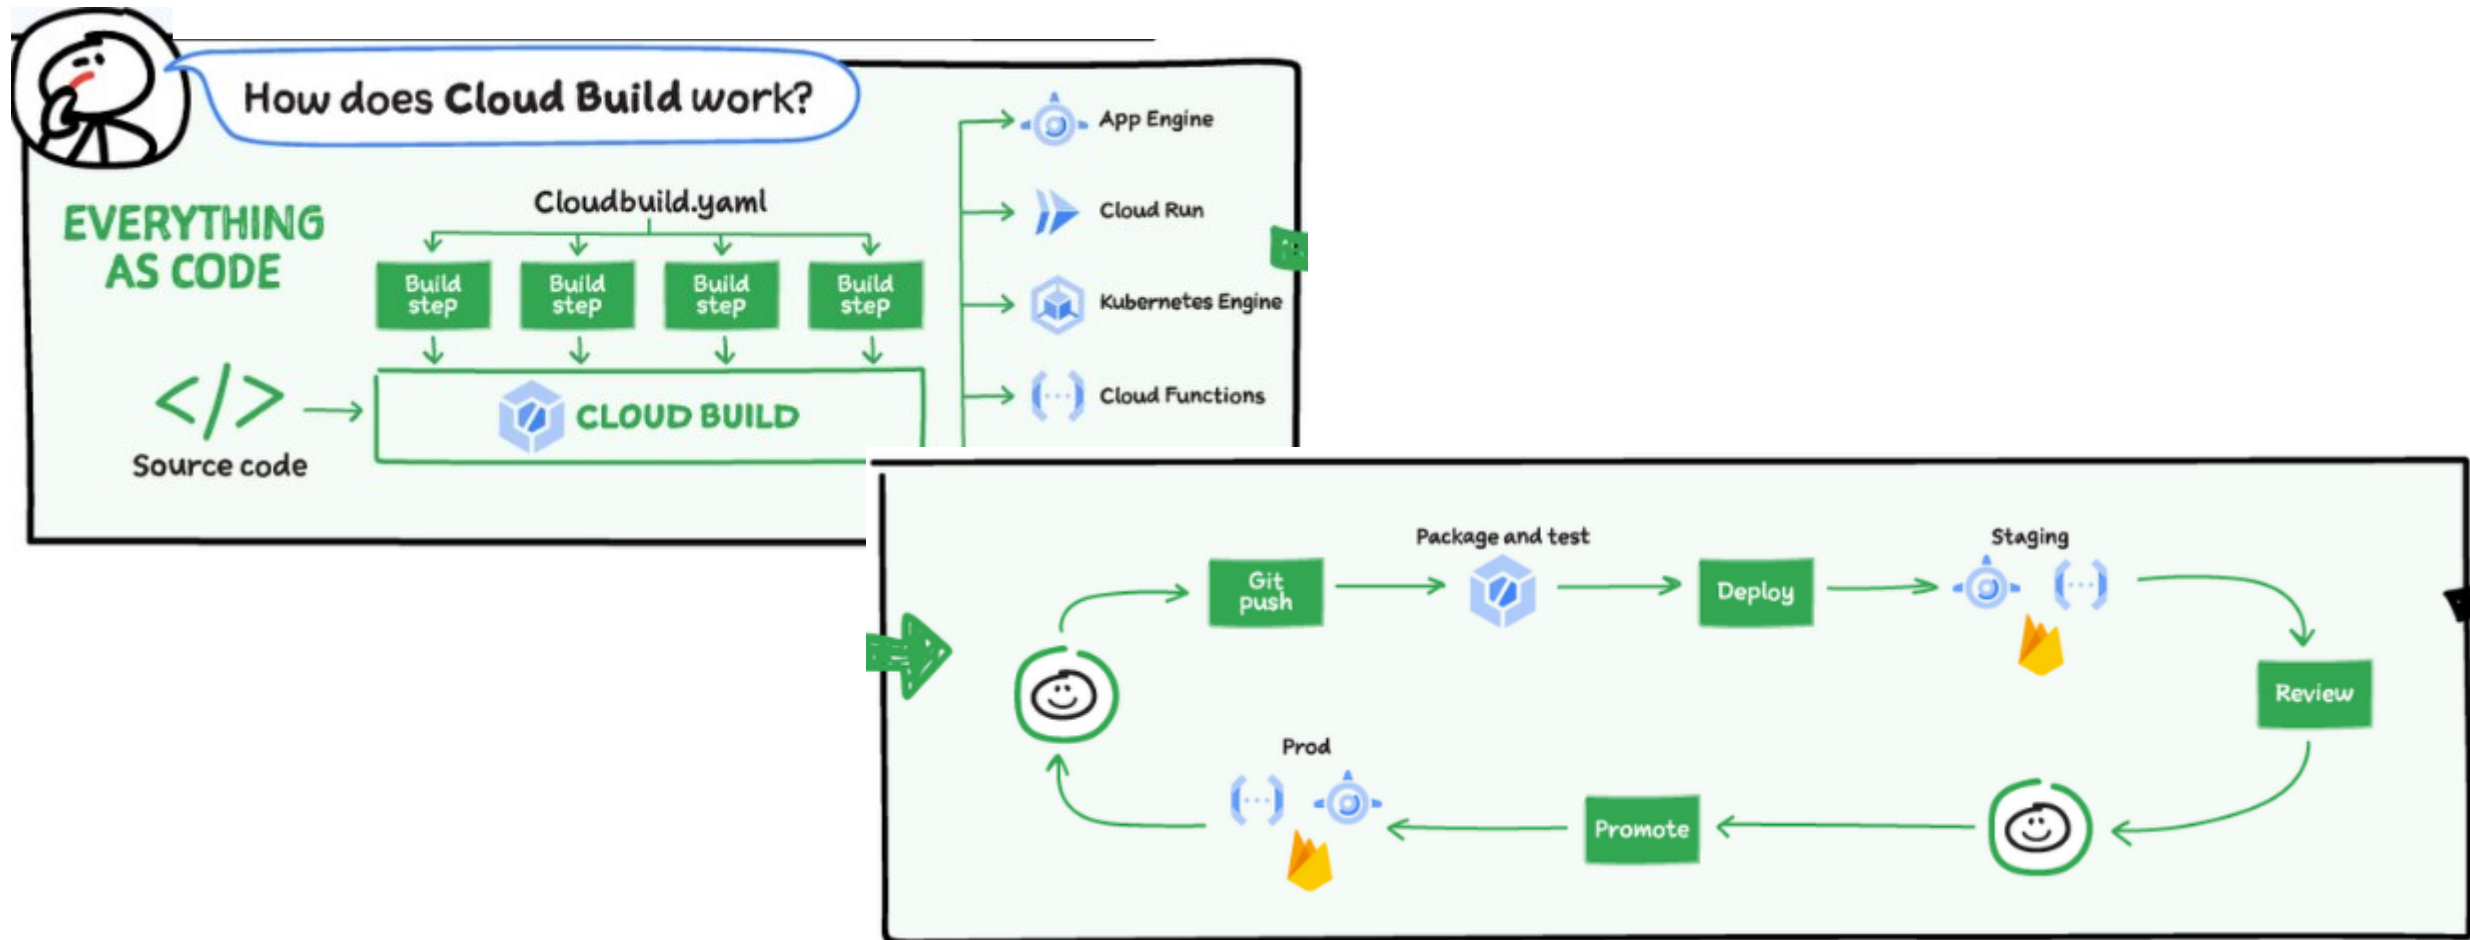 How does Cloud Build work?
EVERYTHING
AS CODE
Cloudbuild.yaml
Build
step
Build
step
Build
step
Build
step
</>
Source code
CLOUD BUILD
App Engine
Cloud Run
Kubernetes Engine
Cloud Functions
Git
push
Package and test
Deploy
Staging
Review
Promote
Prod